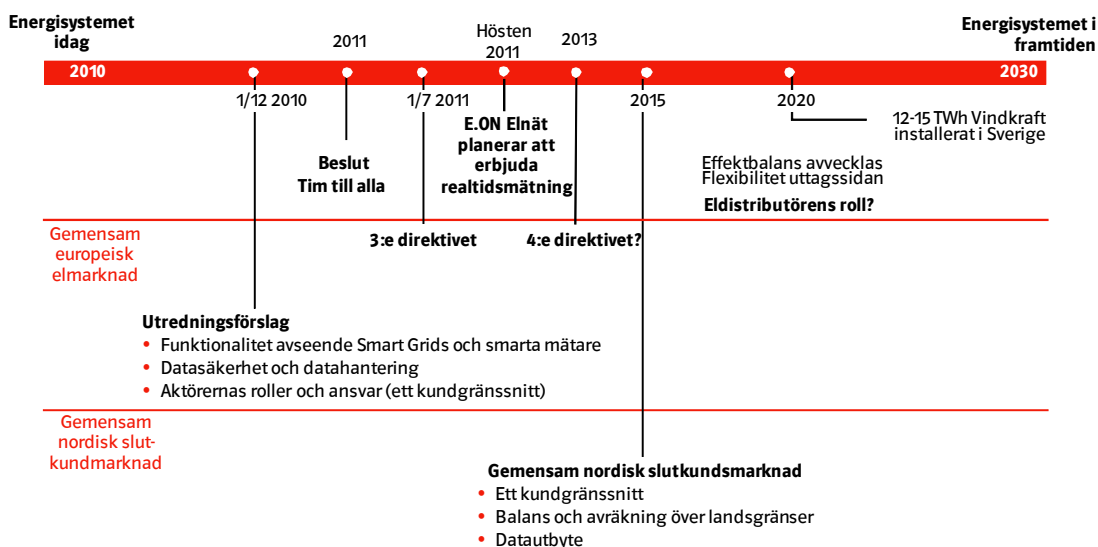 Energisystemet
idag
Energisystemet i
framtiden
2011
Hösten
2011
2013
2010
2030
1/12 2010
1/7 2011
2015
2020
Beslut
Tim till alla
E.ON Elnät
planerar att
erbjuda
realtidsmätning
12-15 TWh Vindkraft
installerat i Sverige
Effektbalans avvecklas
Flexibilitet uttagssidan
Eldistributörens roll?
Gemensam
europeisk
elmarknad
3:e direktivet
4:e direktivet?
Utredningsförslag
• Funktionalitet avseende Smart Grids och smarta mätare
• Datasäkerhet och datahantering
• Aktörernas roller och ansvar (ett kundgränssnitt)
Gemensam
nordisk slut-
kundmarknad
Gemensam nordisk slutkundsmarknad
• Ett kundgränssnitt
• Balans och avräkning över landsgränser
• Datautbyte